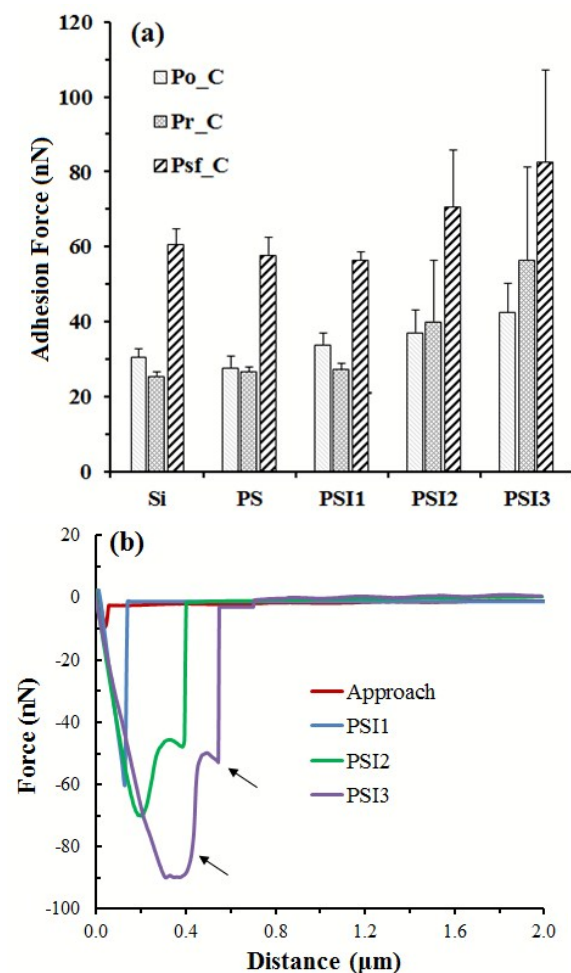 (a)
120
100
80
60
40
20
0
Adhesion Force (nN)
Po_C
Pr_C
Psf_C
Si PS PSI1 PSI2 PSI3
(b)
20
0
-20
-40
-60
-80
-100
Force (nN)
Approach
PSI1
PSI2
PSI3
0.0 0.4 0.8 1.2 1.6 2.0
Distance (µm)